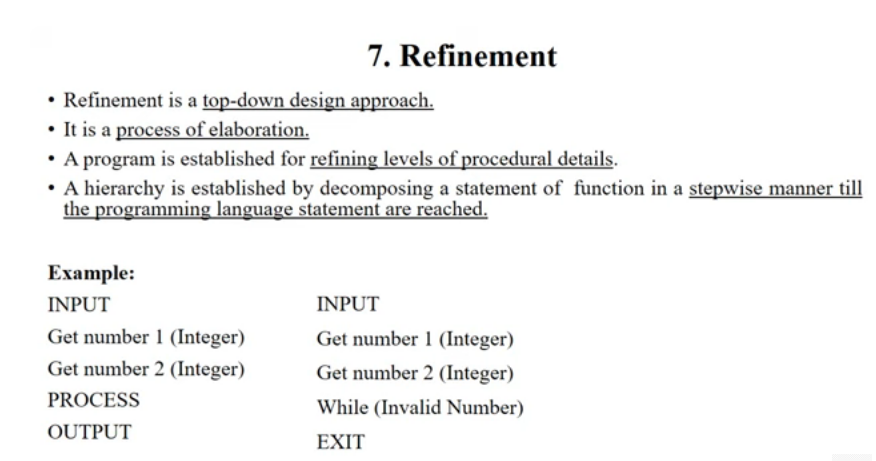 7. Refinement
• Refinement is a top-down design approach.
• It is a process of elaboration.
• A program is established for refining levels of procedural details.
• A hierarchy is established by decomposing a statement of function in a stepwise manner till
the programming language statement are reached.
Example:
INPUT
Get number 1 (Integer)
Get number 2 (Integer)
PROCESS
OUTPUT
INPUT
Get number 1 (Integer)
Get number 2 (Integer)
While (Invalid Number)
EXIT